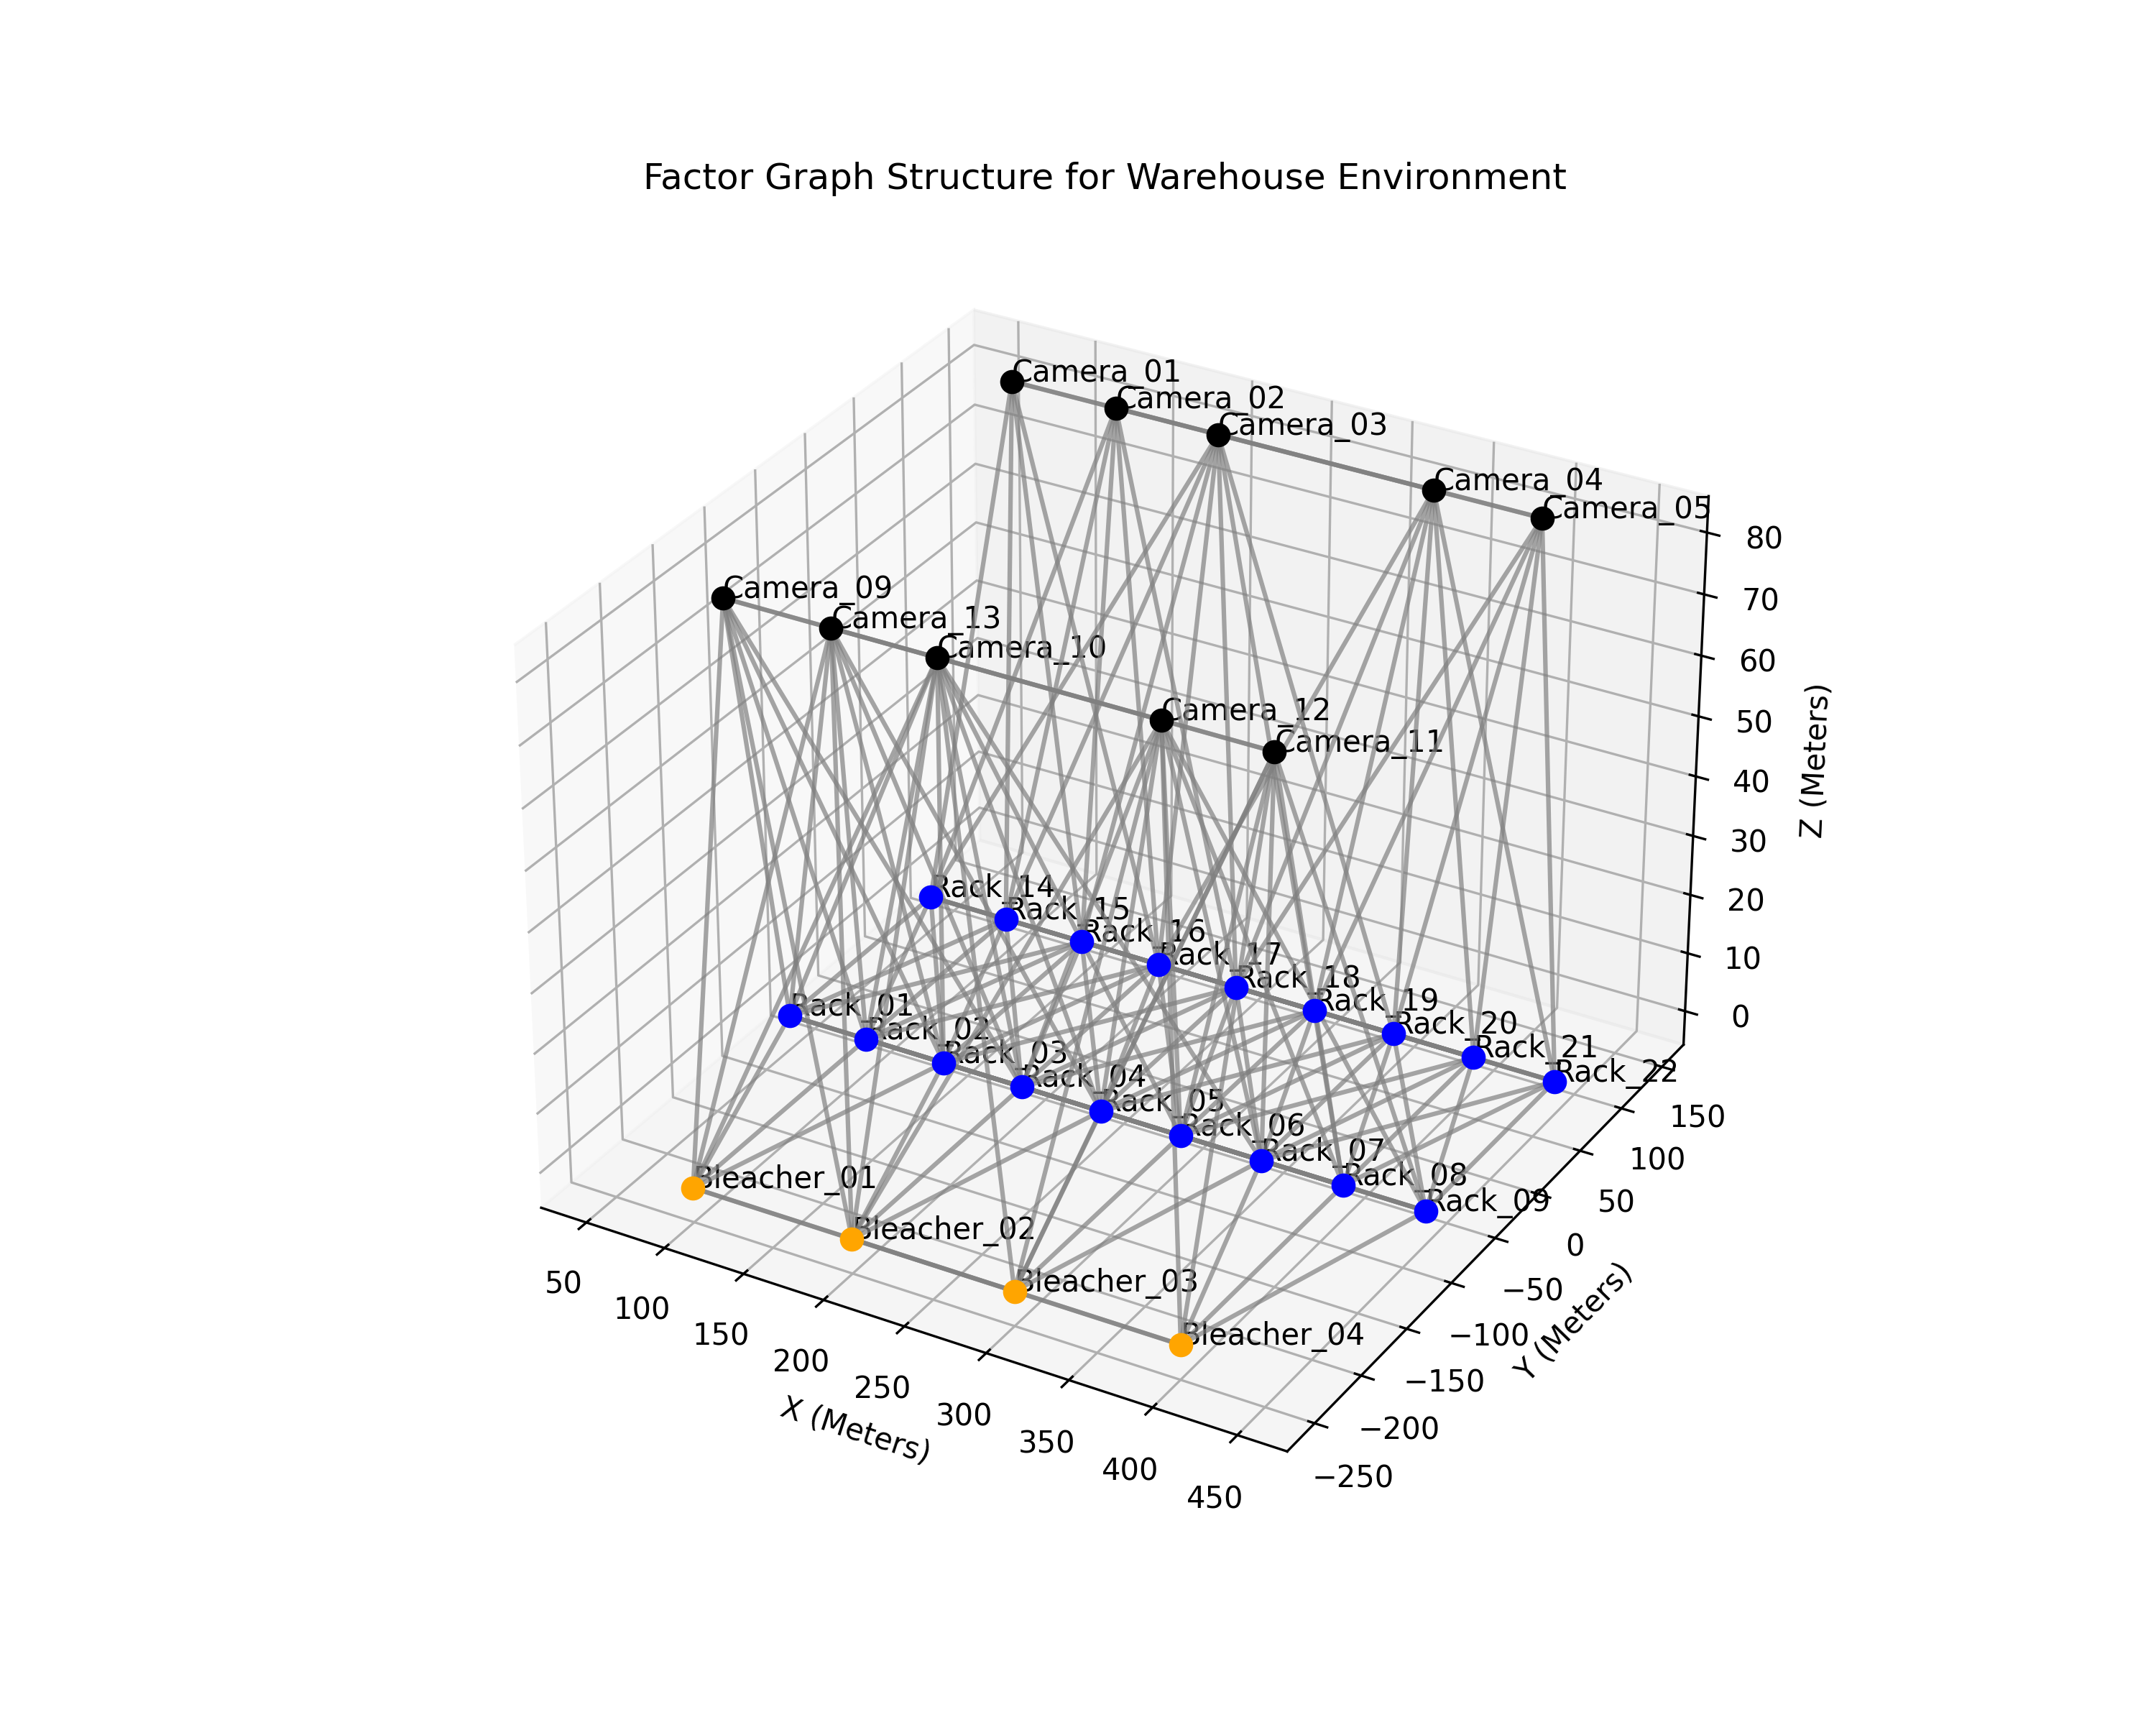 Factor Graph Structure for Warehouse Environment
Camera_01
Camera_02
Camera_03
Camera_04
Camera_05
Camera_09
Camera_13
Camera_10
Camera_12
Camera_11
Rack_14
Rack_15
Rack_16
Rack_17
Rack_18
Rack_19
Rack_20
Rack_21
Rack_22
Rack_01
Rack_02
Rack_03
Rack_04
Rack_05
Rack_06
Rack_07
Rack_08
Rack_09
Bleacher_01
Bleacher_02
Bleacher_03
Bleacher_04
80
70
60
50
40
30
20
10
0
Z (Meters)
150
100
50
0
−50
−100
−150
−200
−250
Y (Meters)
50
100
150
200
250
300
350
400
450
X (Meters)